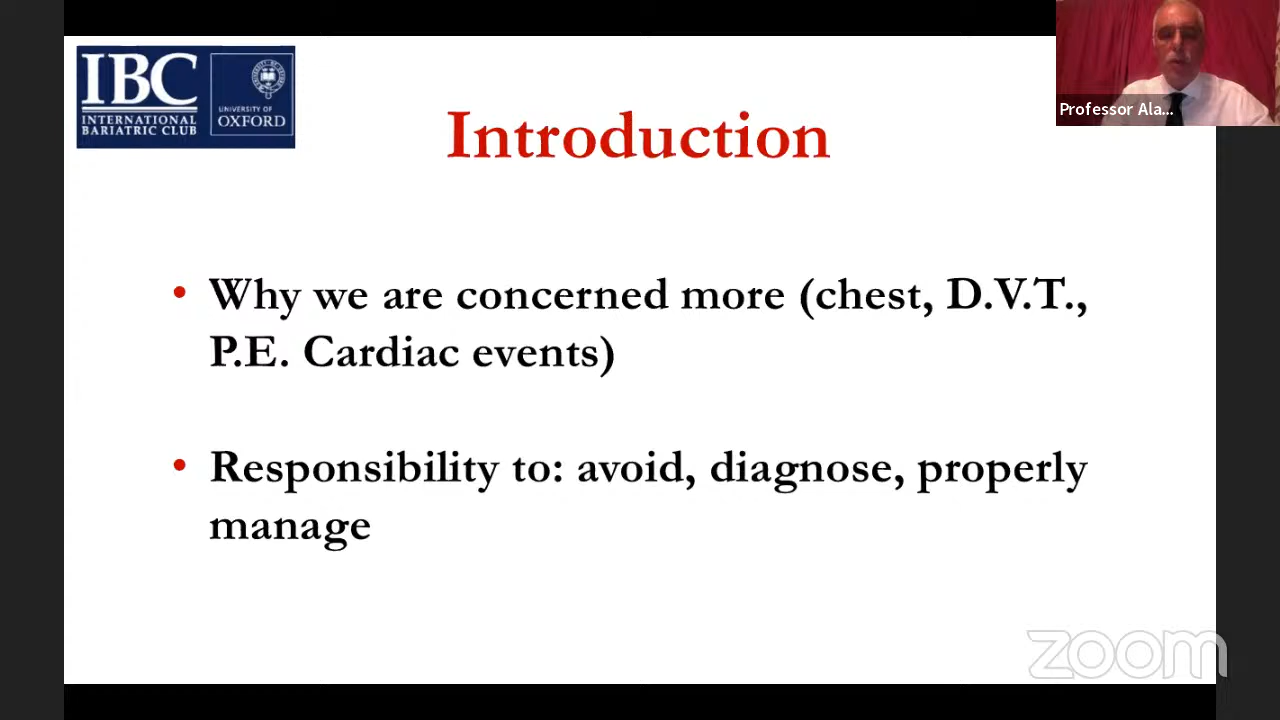 IBC
INTERNATIONAL
BARIATRIC CLUB
UNIVERSITY OF
OXFORD
Professor Ala...
Introduction
• Why we are concerned more (chest, D.V.T.,
P.E. Cardiac events)
• Responsibility to: avoid, diagnose, properly
manage
zoom